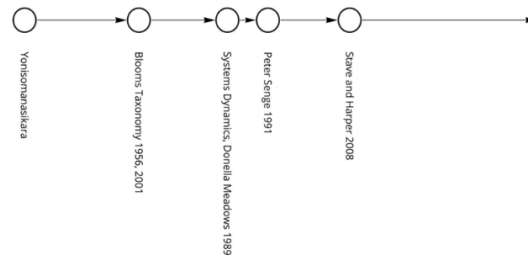 Yonisomanasikara
Blooms Taxonomy 1956, 2001
Systems Dynamics, Donella Meadows 1989
Peter Senge 1991
Stave and Harper 2008